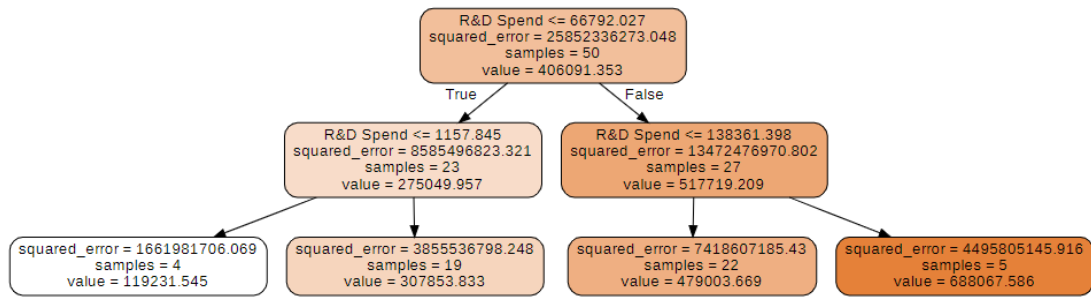 R&D Spend <= 66792.027
squared_error = 25852336273.048
samples = 50
value = 406091.353
True
False
R&D Spend <= 1157.845
squared_error = 8585496823.321
samples = 23
value = 275049.957
R&D Spend <= 138361.398
squared_error = 13472476970.802
samples = 27
value = 517719.209
squared_error = 1661981706.069
samples = 4
value = 119231.545
squared_error = 3855536798.248
samples = 19
value = 307853.833
squared_error = 7418607185.43
samples = 22
value = 479003.669
squared_error = 4495805145.916
samples = 5
value = 688067.586